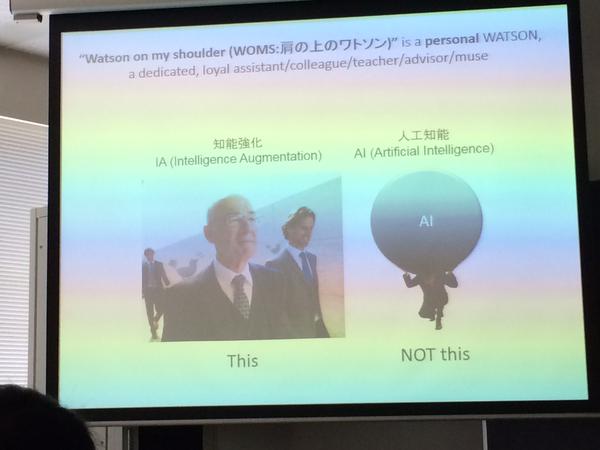 “Watson on my shoulder (WOMS:肩の上のワトソン)” is a personal WATSON,
a dedicated, loyal assistant/colleague/teacher/advisor/muse
知能強化
IA (Intelligence Augmentation)
人工知能
AI (Artificial Intelligence)
AI
This
NOT this